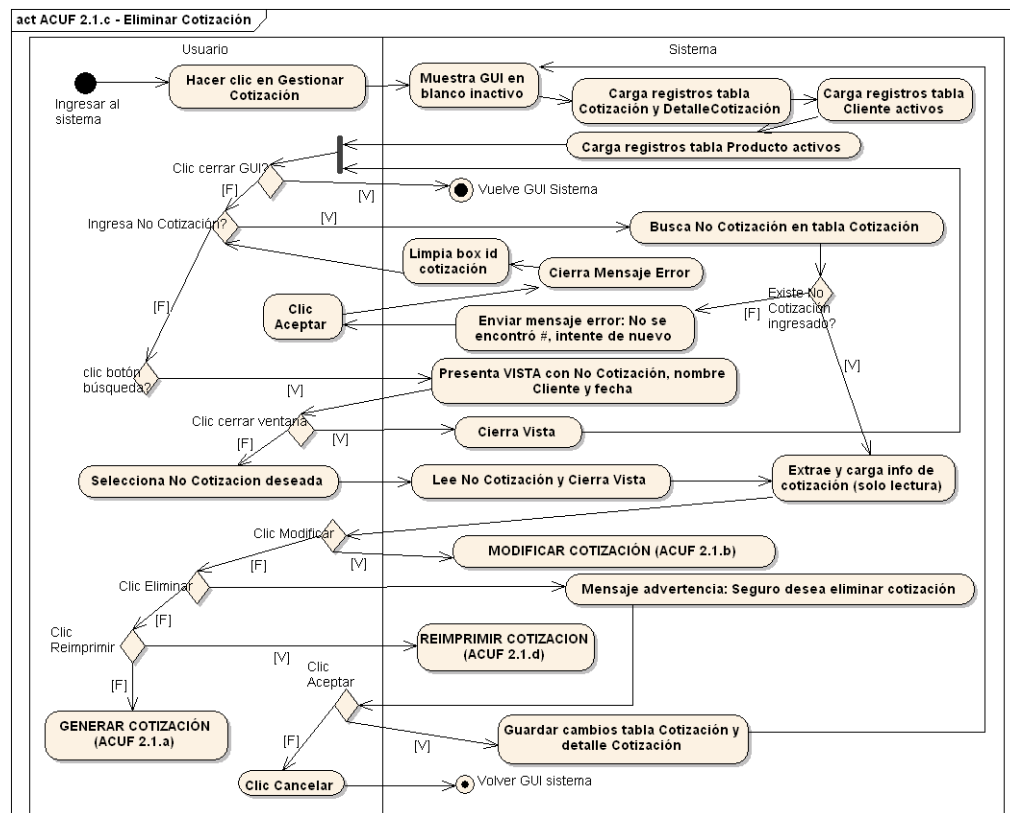 act ACUF 2.1.c - Eliminar Cotización
Usuario
Sistema
Ingresar al
sistema
Hacer clic en Gestionar
Cotización
Muestra GUI en
blanco inactivo
Carga registros tabla
Cotización y DetalleCotización
Carga registros tabla
Cliente activos
Carga registros tabla Producto activos
Clic cerrar GUI?
[F]
[V]
Vuelve GUI Sistema
Ingresa No Cotización?
[V]
Busca No Cotización en tabla Cotización
Limpia box id
cotización
Cierra Mensaje Error
Existe No
Cotización
ingresado?
[F]
[F]
Clic
Aceptar
Enviar mensaje error: No se
encontró #, intente de nuevo
[V]
clic botón
búsqueda?
[V]
Presenta VISTA con No Cotización, nombre
Cliente y fecha
Clic cerrar ventana
[F]
[V]
Cierra Vista
Selecciona No Cotizacion deseada
Lee No Cotización y Cierra Vista
Extrae y carga info de
cotización (solo lectura)
Clic Modificar
[F]
[V]
MODIFICAR COTIZACIÓN (ACUF 2.1.b)
Clic Eliminar
Mensaje advertencia: Seguro desea eliminar cotización
[F]
Clic
Reimprimir
[V]
REIMPRIMIR COTIZACION
(ACUF 2.1.d)
[F]
Clic
Aceptar
GENERAR COTIZACIÓN
(ACUF 2.1.a)
[F]
[V]
Guardar cambios tabla Cotización y
detalle Cotización
Clic Cancelar
Volver GUI sistema